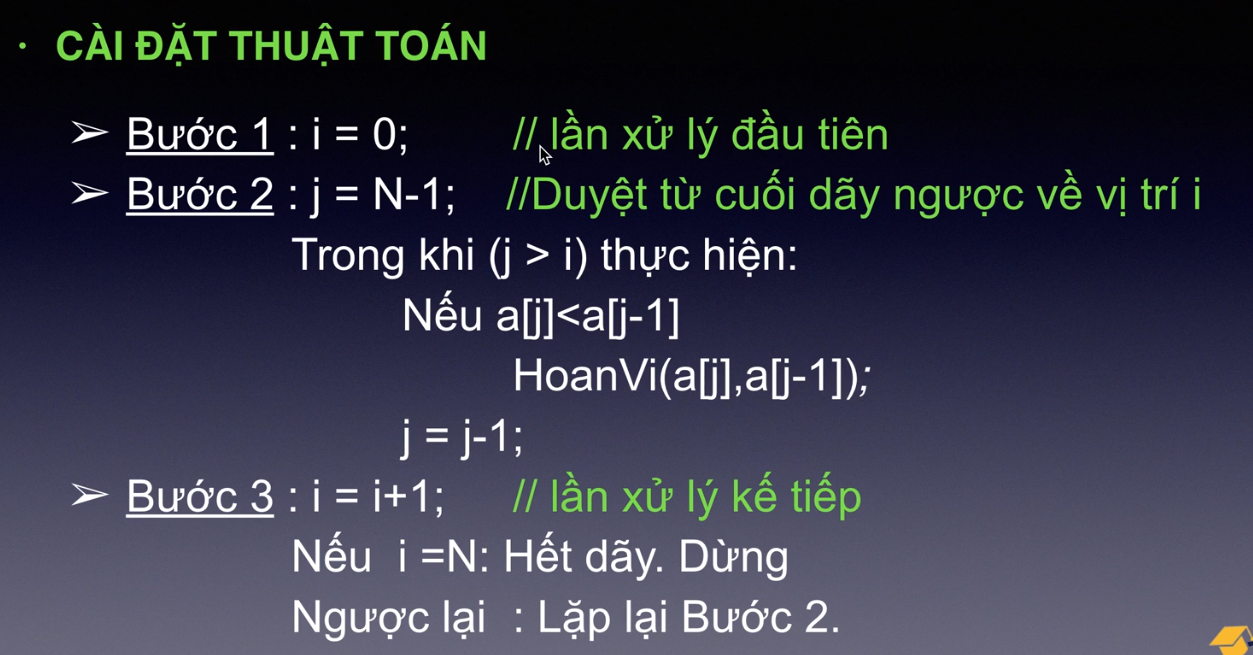 • CÀI ĐẶT THUẬT TOÁN
➢ Bước 1 : i = 0; // lần xử lý đầu tiên
➢ Bước 2 : j = N-1; //Duyệt từ cuối dãy ngược về vị trí i
Trong khi (j > i) thực hiện:
Nếu a[j]<a[j-1]
HoanVi(a[j],a[j-1]);
j = j-1;
➢ Bước 3 : i = i+1; // lần xử lý kế tiếp
Nếu i =N: Hết dãy. Dừng
Ngược lại : Lặp lại Bước 2.